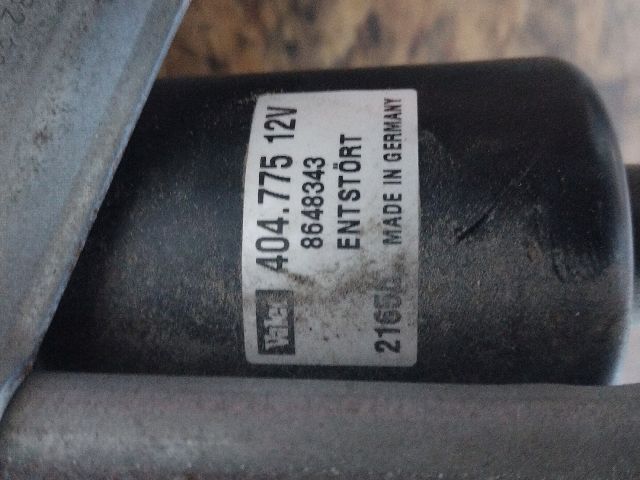 Valeo 404.775 12V
8648343
ENTSTÖRT
MADE IN GERMANY